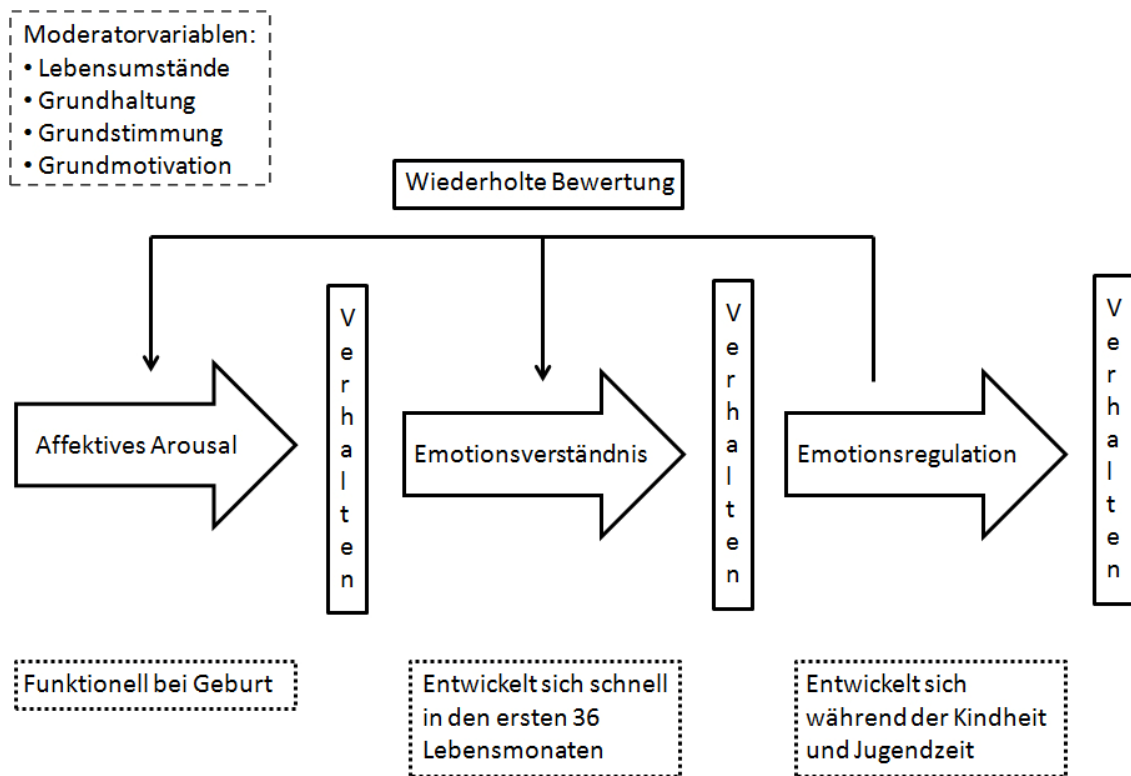 Moderatorvariablen:
• Lebensumstände
• Grundhaltung
• Grundstimmung
• Grundmotivation
Wiederholte Bewertung
Affektives Arousal
Verhalten
Emotionsverständnis
Verhalten
Emotionsregulation
Verhalten
Funktionell bei Geburt
Entwickelt sich schnell
in den ersten 36
Lebensmonaten
Entwickelt sich
während der Kindheit
und Jugendzeit